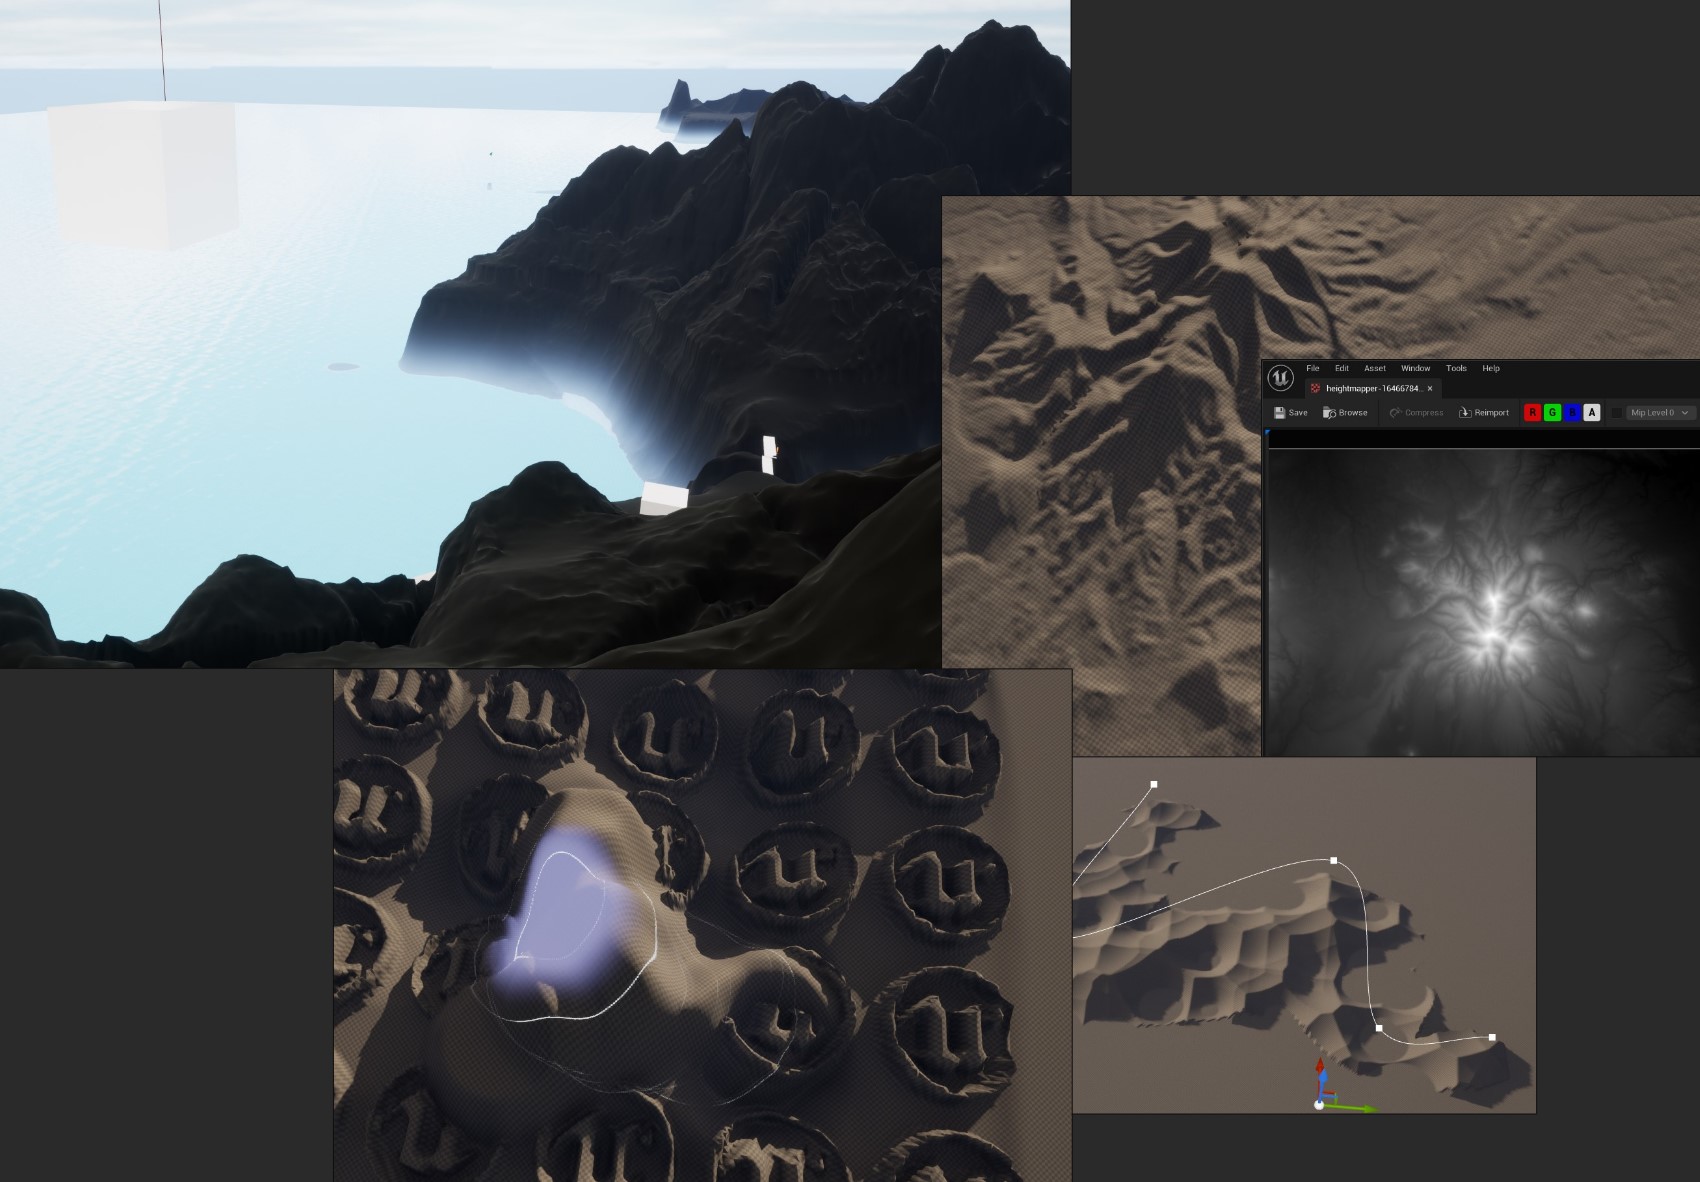 File Edit Asset Window Tools Help
heightmapper-16466784...
Save Browse Compress Reimport R G B A Mip Level 0